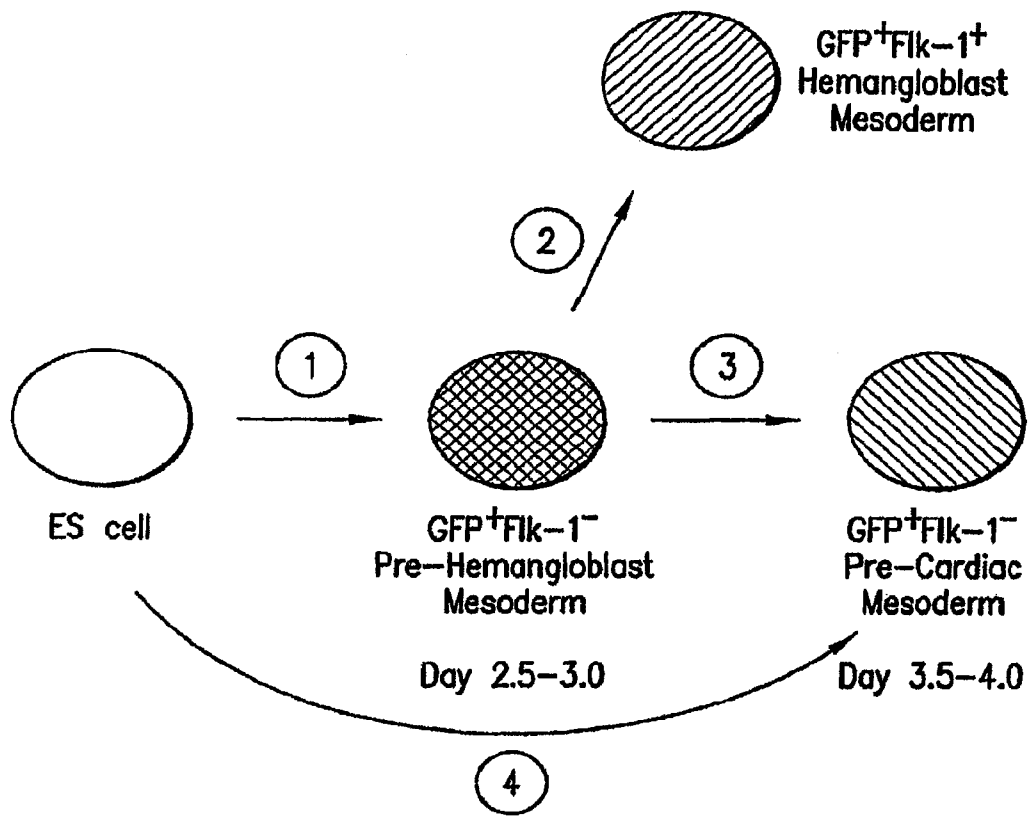 GFP⁺Flk-1⁺
Hemangloblast
Mesoderm
2
1
3
ES cell
GFP⁺Flk-1⁻
Pre-Hemangloblast
Mesoderm
Day 2.5-3.0
GFP⁺Flk-1⁻
Pre-Cardiac
Mesoderm
Day 3.5-4.0
4